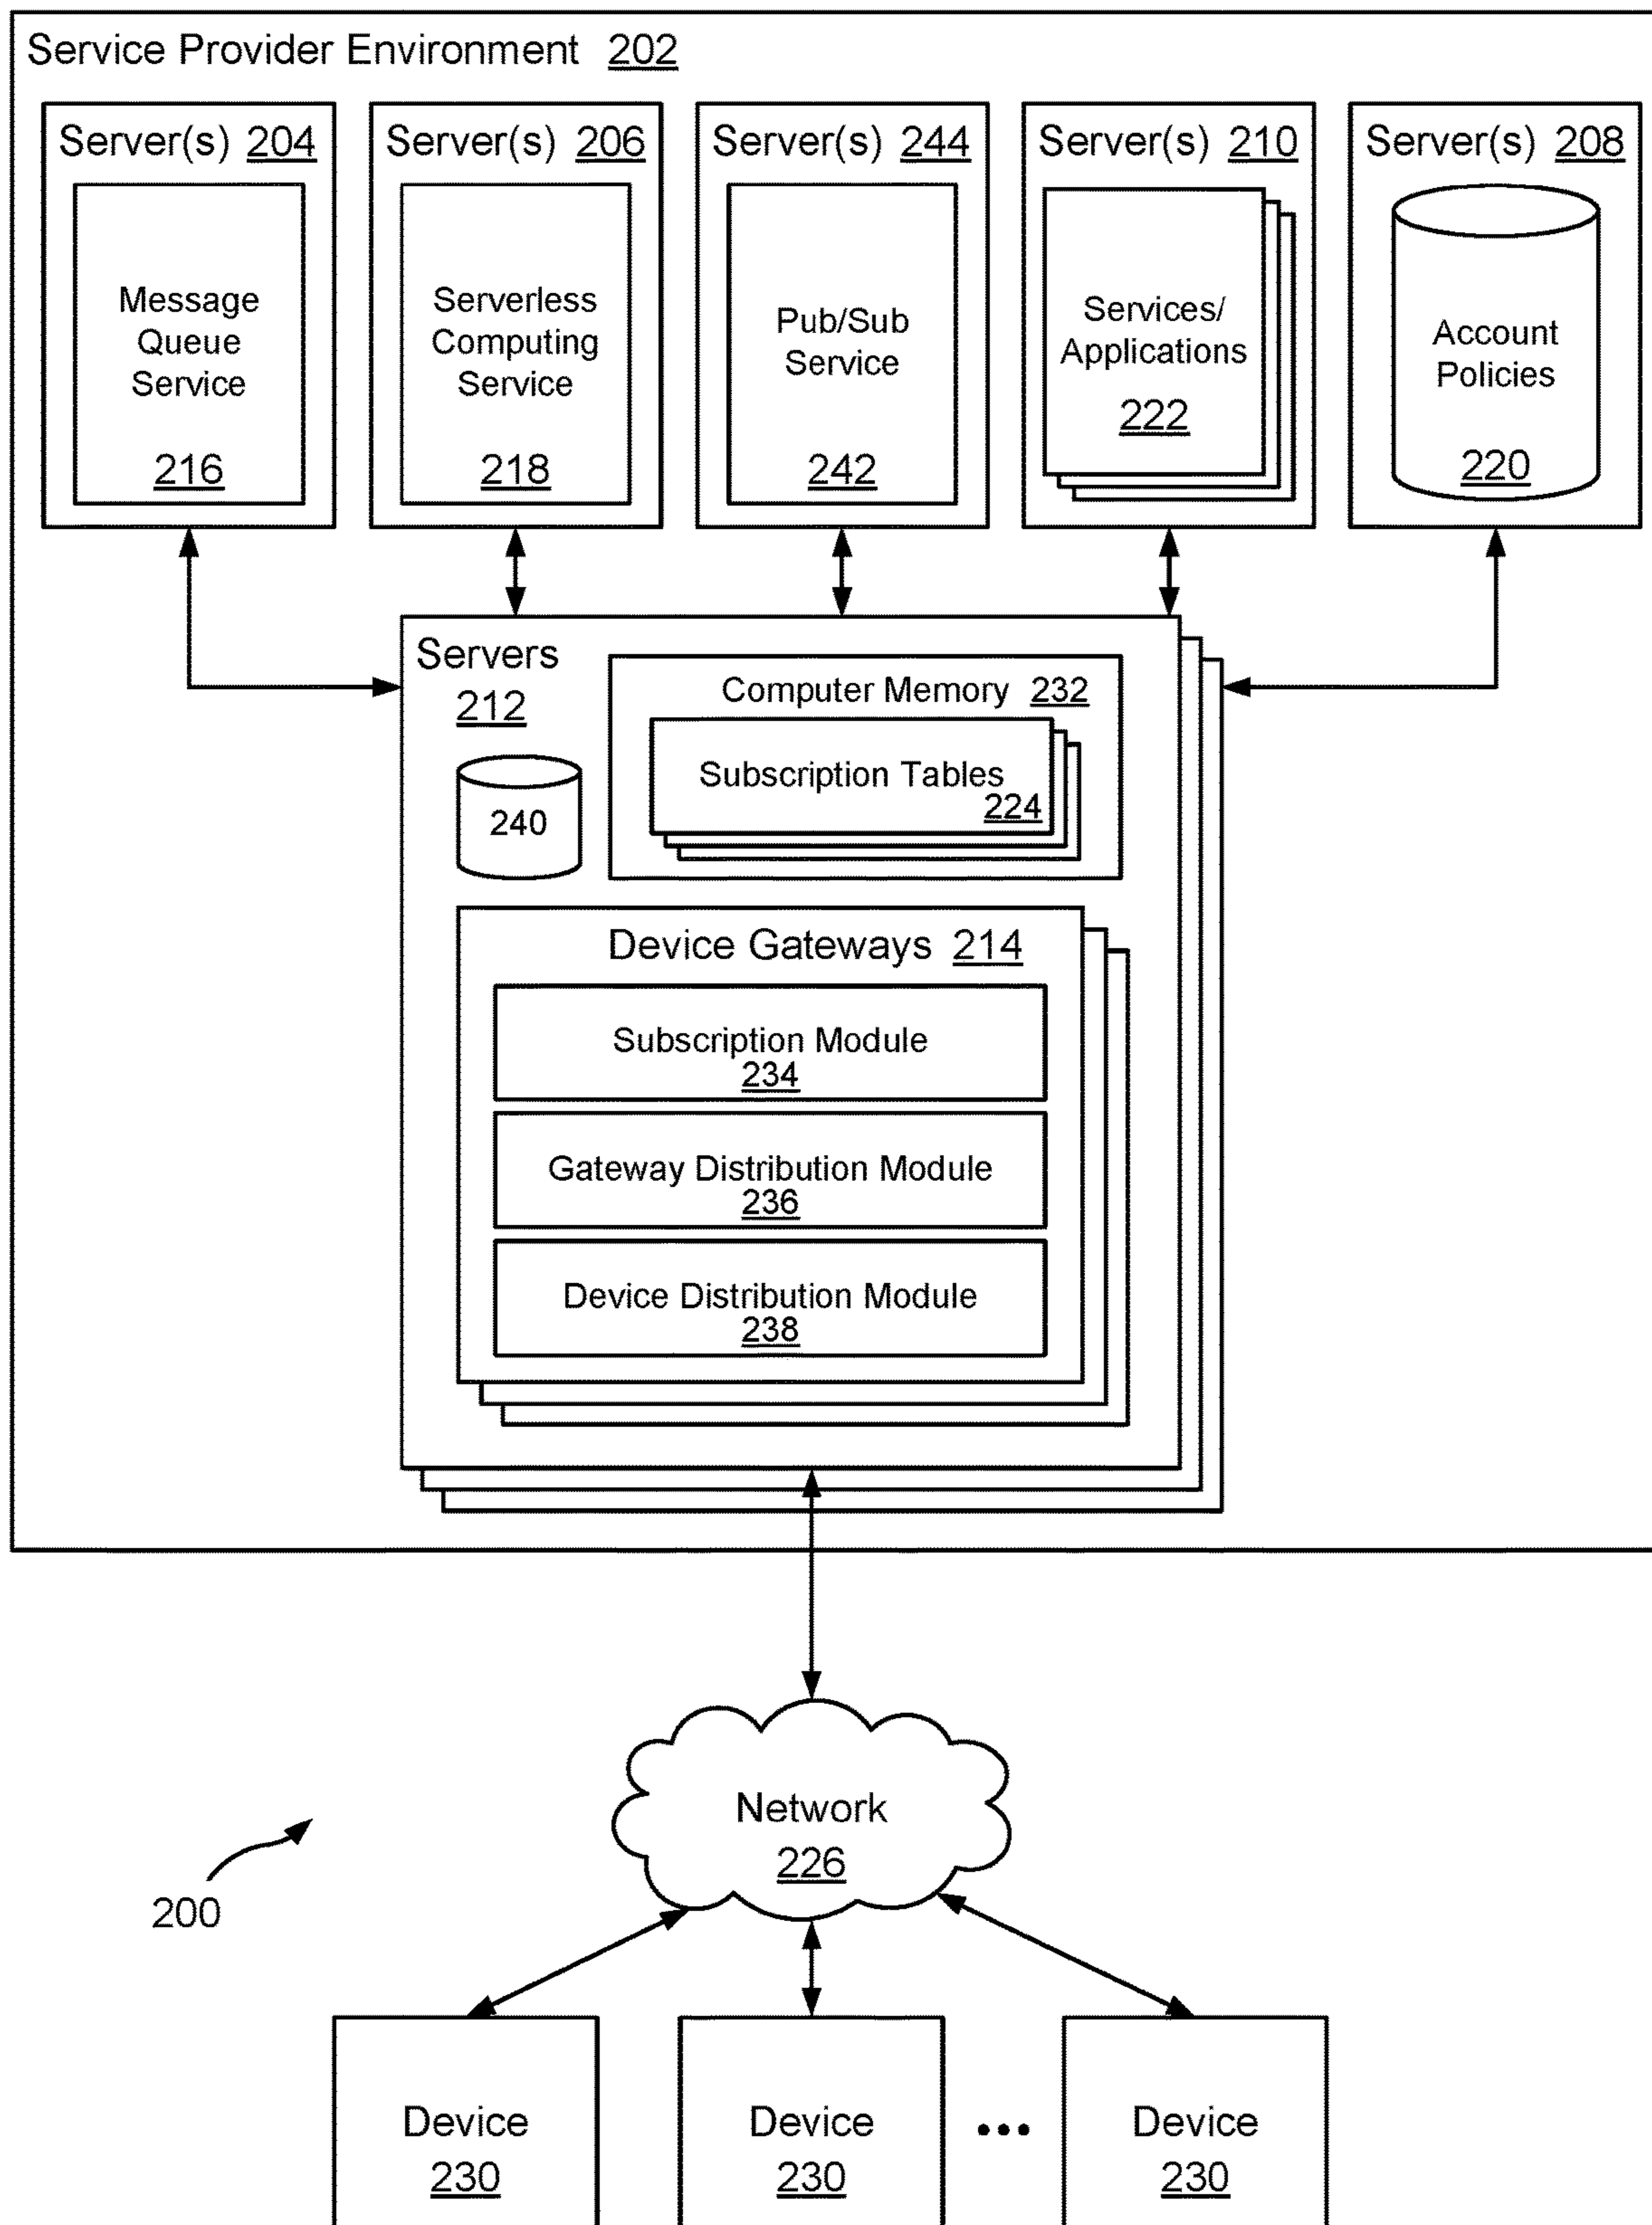 Service Provider Environment 202
Server(s) 204
Message
Queue
Service
216
Server(s) 206
Serverless
Computing
Service
218
Server(s) 244
Pub/Sub
Service
242
Server(s) 210
Services/
Applications
222
Server(s) 208
Account
Policies
220
Servers
212
240
Computer Memory 232
Subscription Tables
224
Device Gateways 214
Subscription Module
234
Gateway Distribution Module
236
Device Distribution Module
238
Network
226
200
Device
230
Device
230
...
Device
230